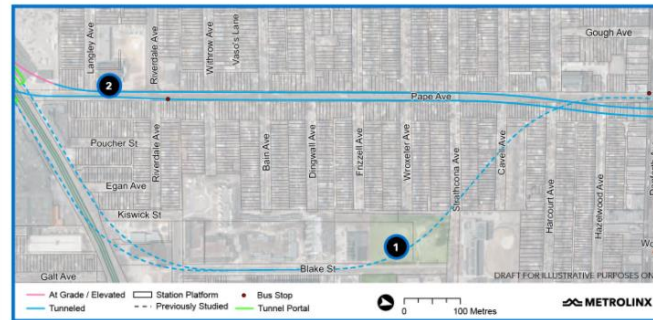 Langley Ave
Riverdale Ave
Withrow Ave
Vaso's Lane
Gough Ave
2
Pape Ave
Poucher St
Riverdale Ave
Bain Ave
Dingwall Ave
Frizzell Ave
Wroxeter Ave
Strathcona Ave
Cavell Ave
Harcourt Ave
Hazelwood Ave
Egan Ave
Kiswick St
1
Blake St
Galt Ave
DRAFT FOR ILLUSTRATIVE PURPOSES ON
At Grade / Elevated
Station Platform
Bus Stop
Tunneled
Previously Studied
Tunnel Portal
0 100 Metres
METROLINX